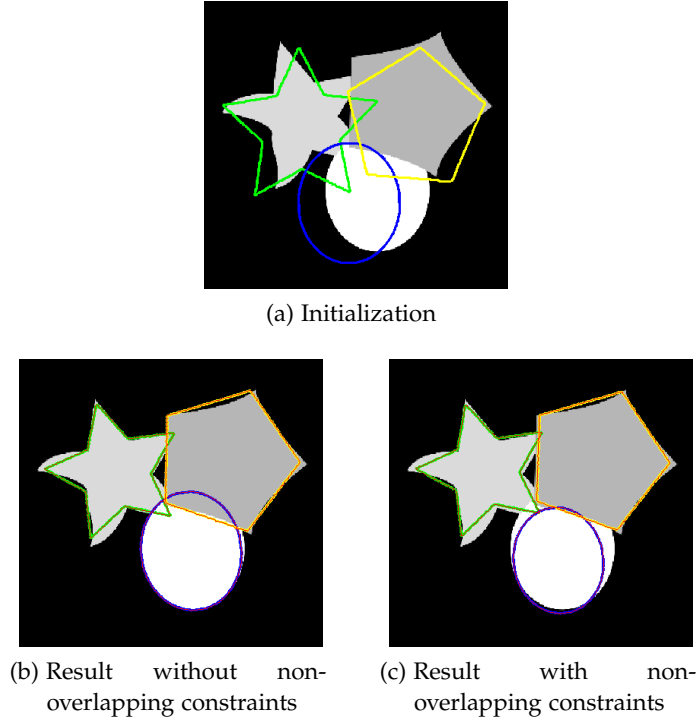 (a) Initialization
(b) Result without non-
overlapping constraints
(c) Result with non-
overlapping constraints